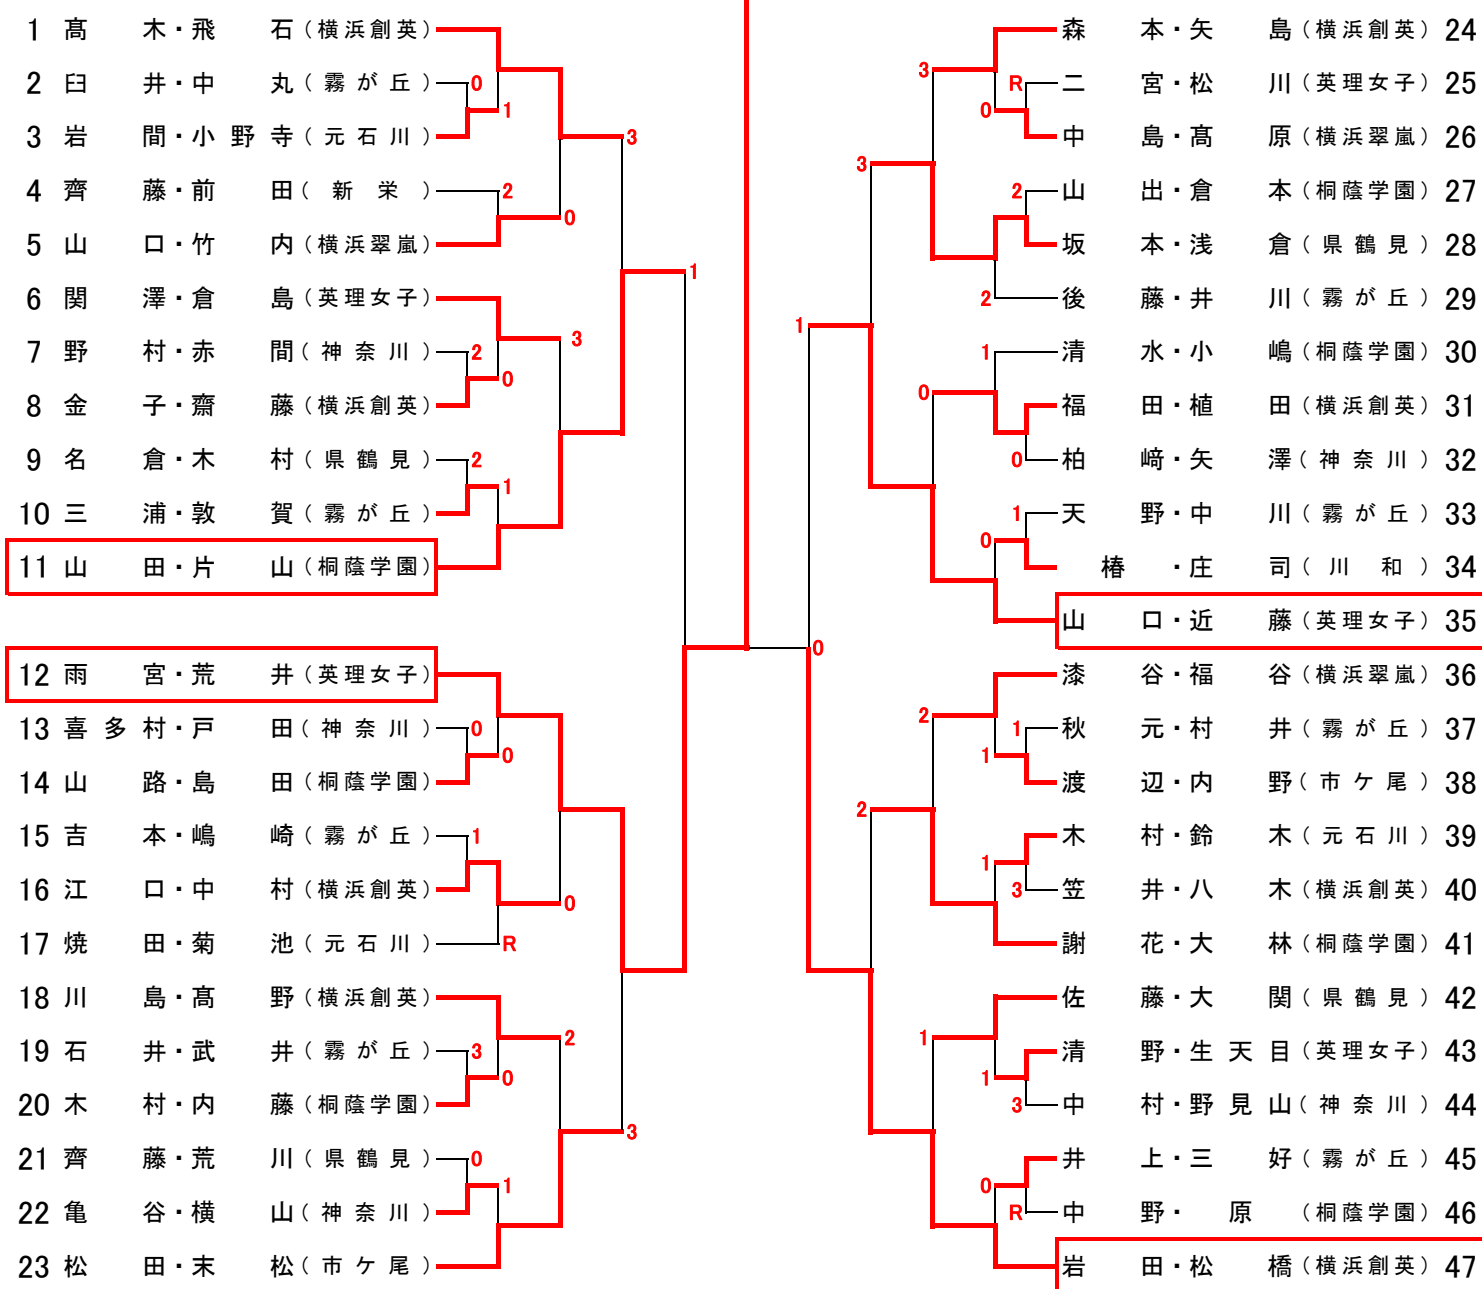 1 髙木・飛石(横浜創英)
2 臼井・中丸(霧が丘) 0
1
3 岩間・小野寺(元石川) 3
4 齊藤・前田(新栄) 2
0
5 山口・竹内(横浜翠嵐)
1
6 関澤・倉島(英理女子)
3
7 野村・赤間(神奈川) 2
0
8 金子・齋藤(横浜創英)
9 名倉・木村(県鶴見) 2
1
10 三浦・敦賀(霧が丘)
11 山田・片山(桐蔭学園)
12 雨宮・荒井(英理女子)
13 喜多村・戸田(神奈川) 0
0
14 山路・島田(桐蔭学園)
15 吉本・嶋崎(霧が丘) 1
16 江口・中村(横浜創英)
0
17 焼田・菊池(元石川) R
18 川島・髙野(横浜創英)
2
19 石井・武井(霧が丘) 3
0
20 木村・内藤(桐蔭学園)
3
21 齊藤・荒川(県鶴見) 0
1
22 亀谷・横山(神奈川)
23 松田・末松(市ケ尾)
森本・矢島(横浜創英) 24
3
R 二宮・松川(英理女子) 25
0
中島・髙原(横浜翠嵐) 26
3
2 山出・倉本(桐蔭学園) 27
坂本・浅倉(県鶴見) 28
2 後藤・井川(霧が丘) 29
1
1 清水・小嶋(桐蔭学園) 30
0
福田・植田(横浜創英) 31
0 柏﨑・矢澤(神奈川) 32
1 天野・中川(霧が丘) 33
0
椿・庄司(川和) 34
山口・近藤(英理女子) 35
0
漆谷・福谷(横浜翠嵐) 36
2
1 秋元・村井(霧が丘) 37
1
渡辺・内野(市ケ尾) 38
2
木村・鈴木(元石川) 39
1
3 笠井・八木(横浜創英) 40
謝花・大林(桐蔭学園) 41
佐藤・大関(県鶴見) 42
1
清野・生天目(英理女子) 43
1
3 中村・野見山(神奈川) 44
井上・三好(霧が丘) 45
0
R 中野・原(桐蔭学園) 46
岩田・松橋(横浜創英) 47